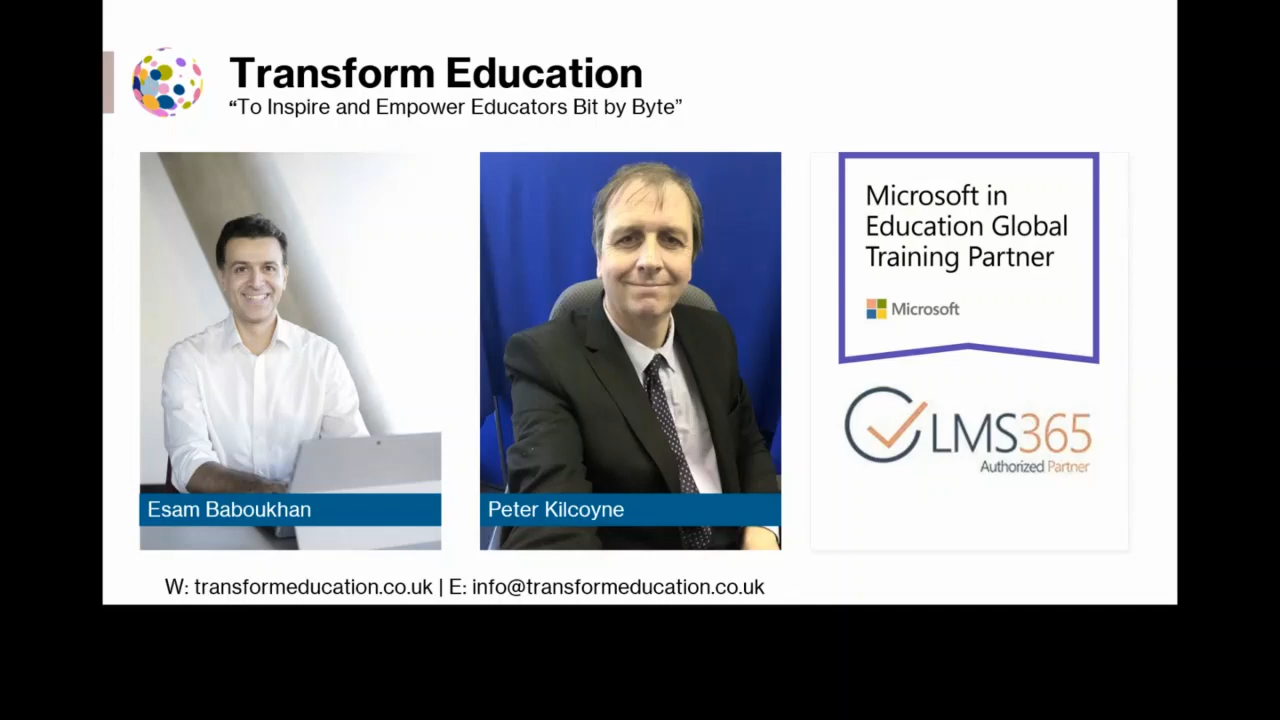 Transform Education
“To Inspire and Empower Educators Bit by Byte”
Microsoft in
Education Global
Training Partner
Microsoft
LMS365
Authorized Partner
Esam Baboukhan
Peter Kilcoyne
W: transformeducation.co.uk | E: info@transformeducation.co.uk